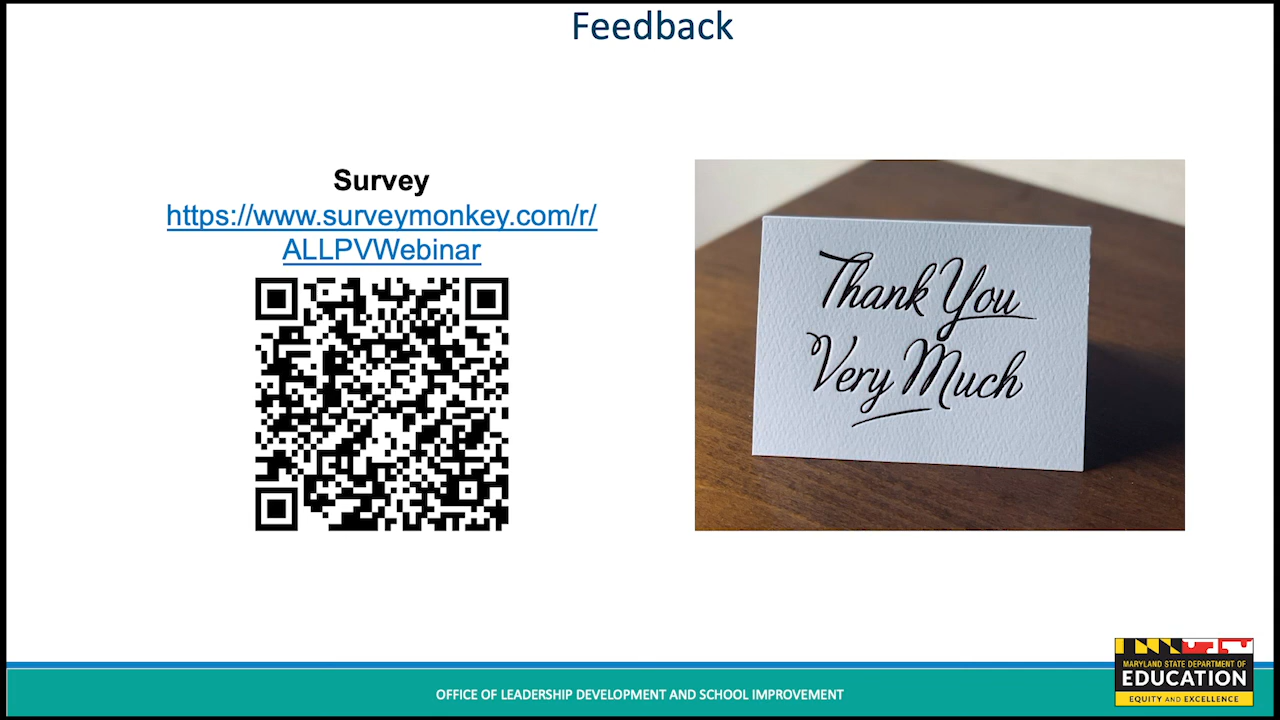 Feedback
Survey
https://www.surveymonkey.com/r/
ALLPVWebinar
Thank You
Very Much
OFFICE OF LEADERSHIP DEVELOPMENT AND SCHOOL IMPROVEMENT
MARYLAND STATE DEPARTMENT OF
EDUCATION
EQUITY AND EXCELLENCE